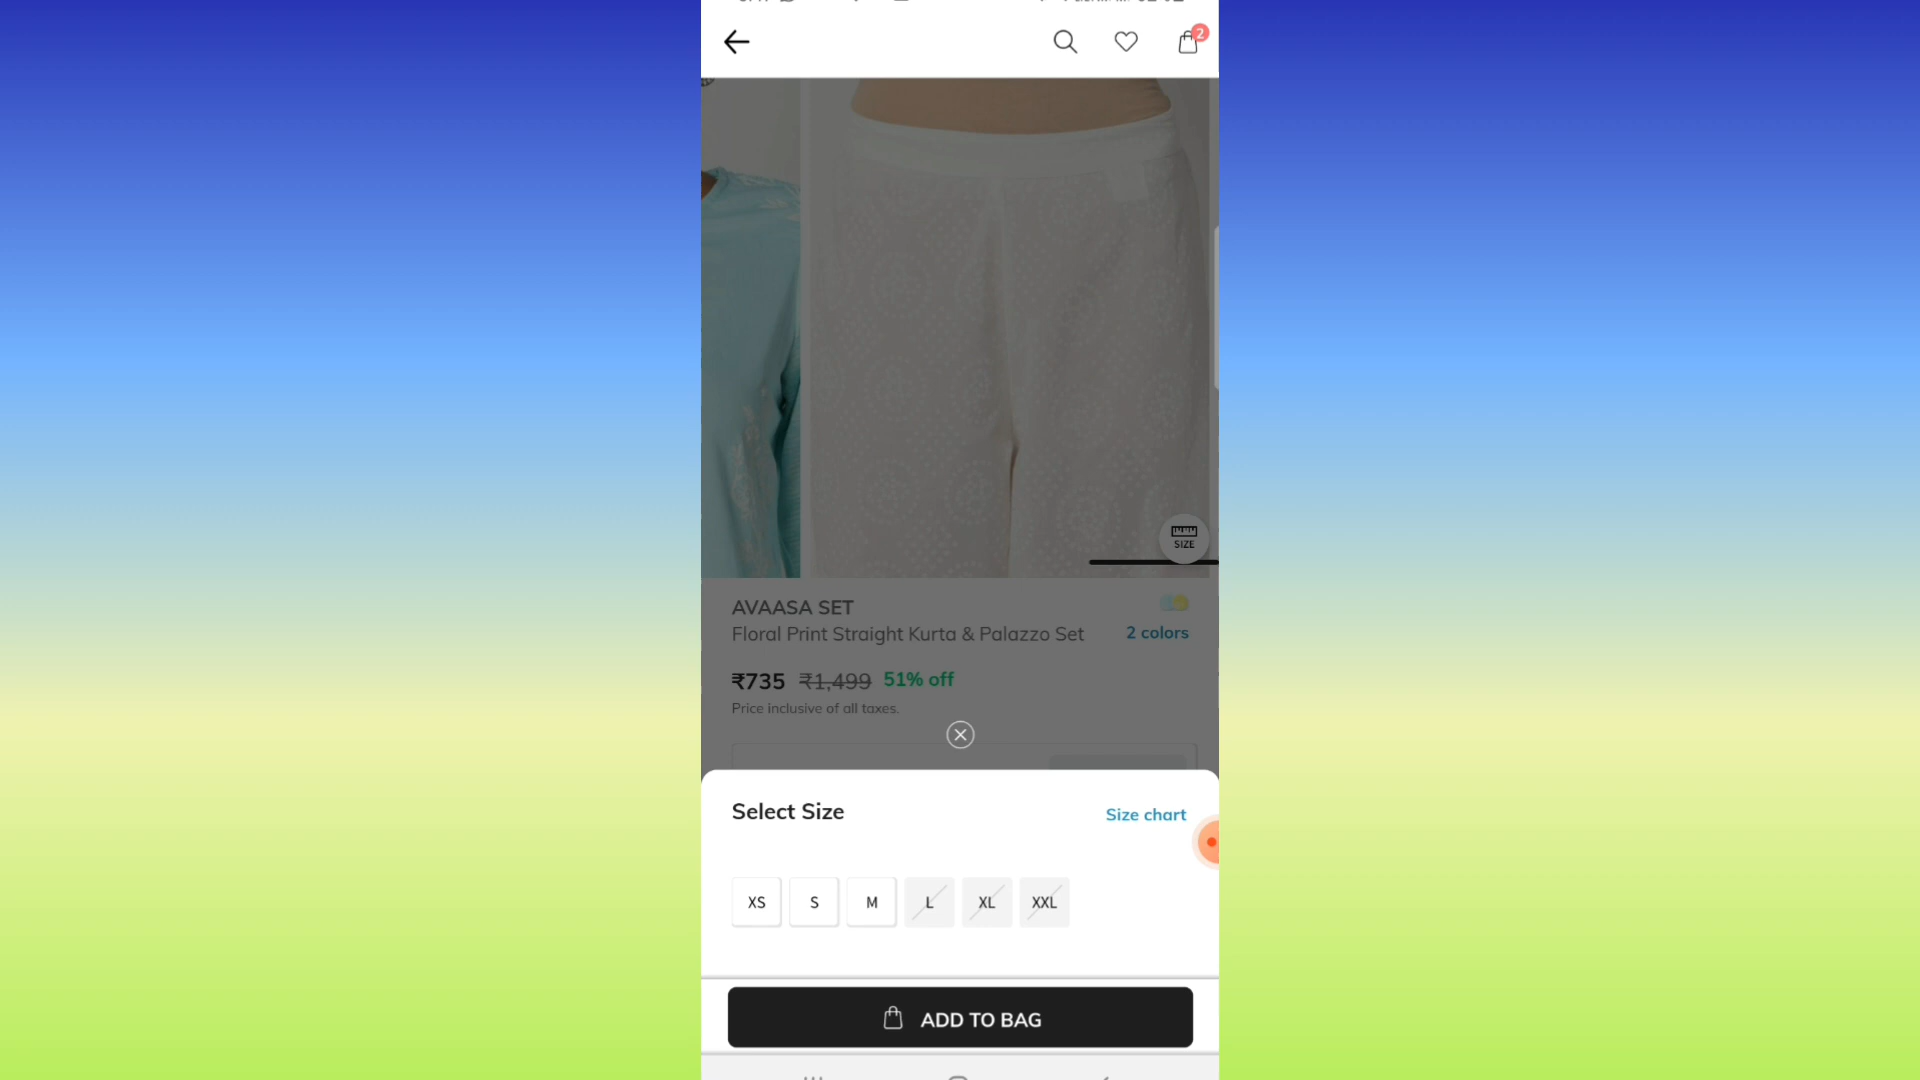 2
SIZE
AVAASA SET
Floral Print Straight Kurta & Palazzo Set
2 colors
₹735 ₹1,499 51% off
Price inclusive of all taxes.
Select Size
Size chart
XS S M L XL XXL
ADD TO BAG